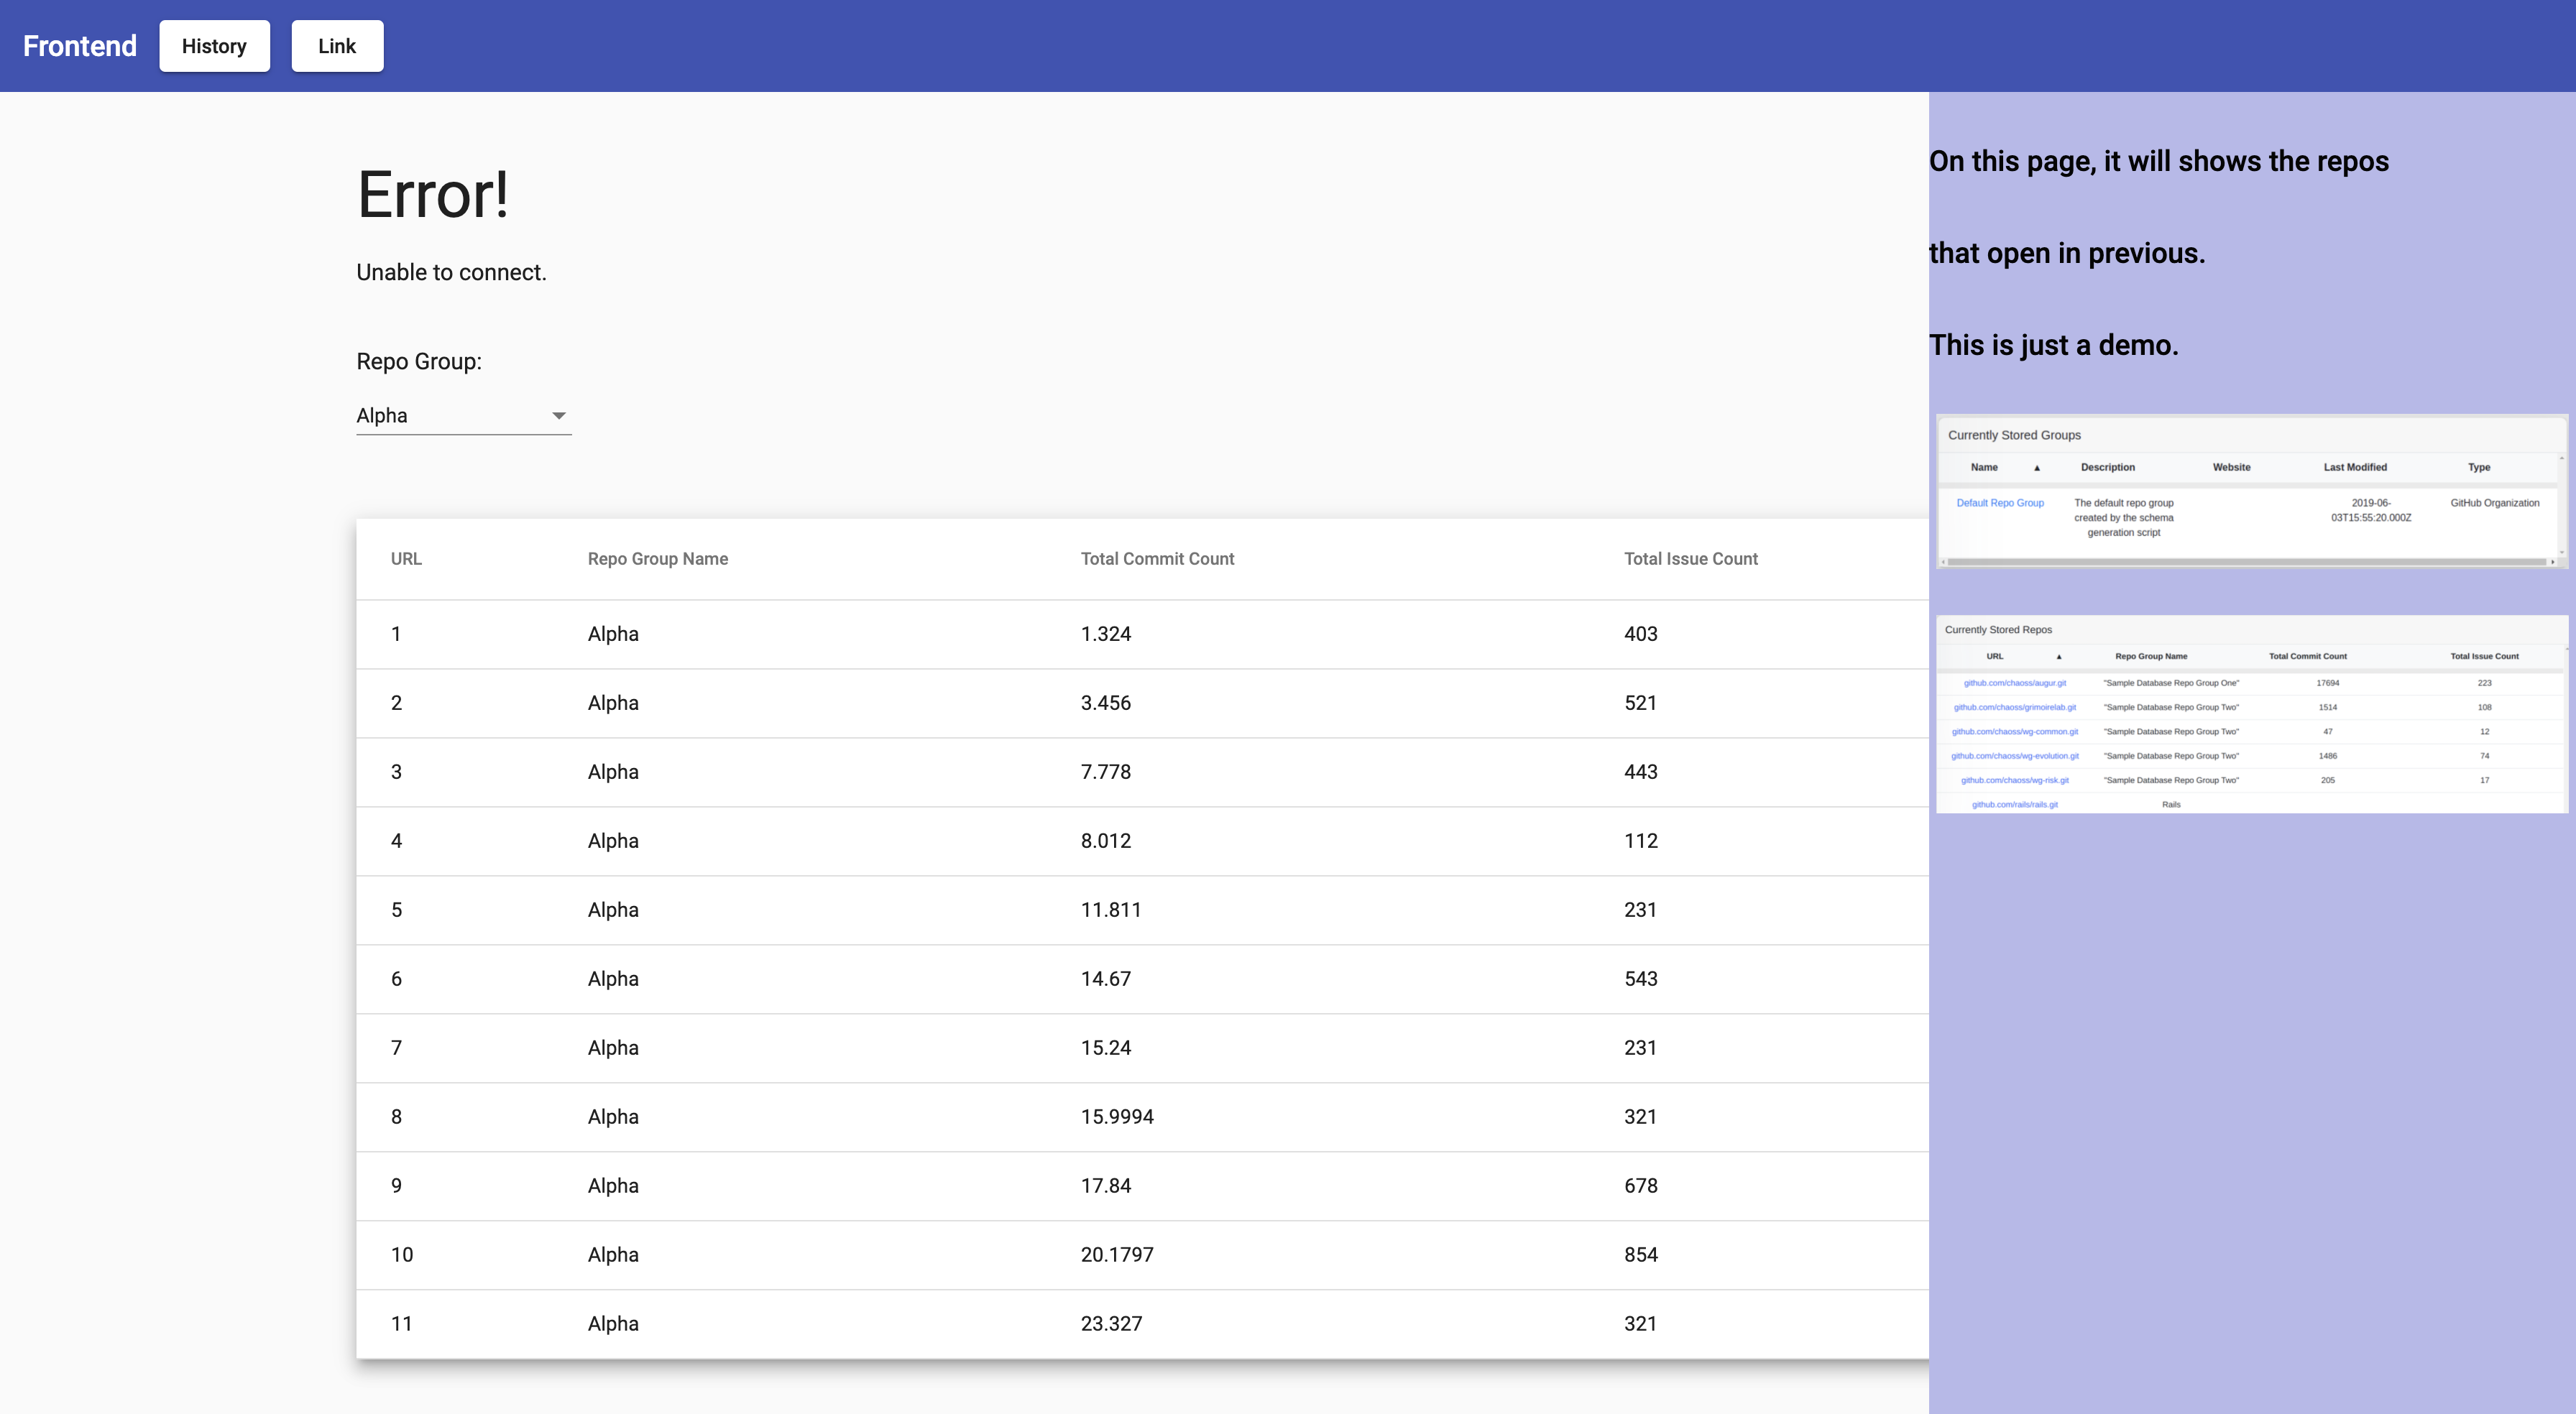 Frontend History Link
Error!
Unable to connect.
Repo Group:
Alpha
URL Repo Group Name Total Commit Count Total Issue Count
1 Alpha 1.324 403
2 Alpha 3.456 521
3 Alpha 7.778 443
4 Alpha 8.012 112
5 Alpha 11.811 231
6 Alpha 14.67 543
7 Alpha 15.24 231
8 Alpha 15.9994 321
9 Alpha 17.84 678
10 Alpha 20.1797 854
11 Alpha 23.327 321
On this page, it will shows the repos
that open in previous.
This is just a demo.
Currently Stored Groups
Name ▲ Description Website Last Modified Type
Default Repo Group The default repo group 2019-06- GitHub Organization
created by the schema 03T15:55:20.000Z
generation script
Currently Stored Repos
URL ▲ Repo Group Name Total Commit Count Total Issue Count
github.com/chaoss/augur.git "Sample Database Repo Group One" 17694 223
github.com/chaoss/grimoirelab.git "Sample Database Repo Group Two" 1514 108
github.com/chaoss/wg-common.git "Sample Database Repo Group Two" 47 12
github.com/chaoss/wg-evolution.git "Sample Database Repo Group Two" 1486 74
github.com/chaoss/wg-risk.git "Sample Database Repo Group Two" 205 17
github.com/rails/rails.git Rails